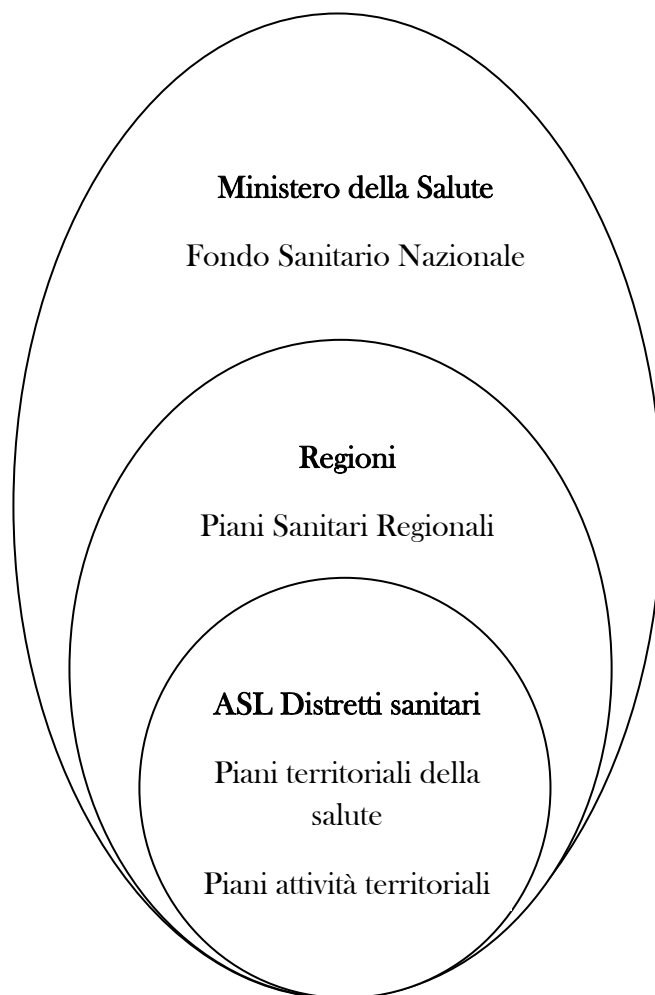 Ministero della Salute
Fondo Sanitario Nazionale
Regioni
Piani Sanitari Regionali
ASL Distretti sanitari
Piani territoriali della
salute
Piani attività territoriali